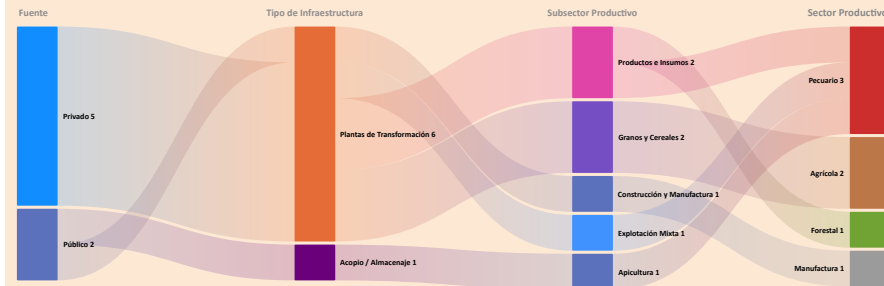 Fuente
Tipo de Infraestructura
Subsector Productivo
Sector Productivo
Privado 5
Público 2
Plantas de Transformación 6
Acopio / Almacenaje 1
Productos e Insumos 2
Granos y Cereales 2
Construcción y Manufactura 1
Explotación Mixta 1
Apicultura 1
Pecuario 3
Agrícola 2
Forestal 1
Manufactura 1